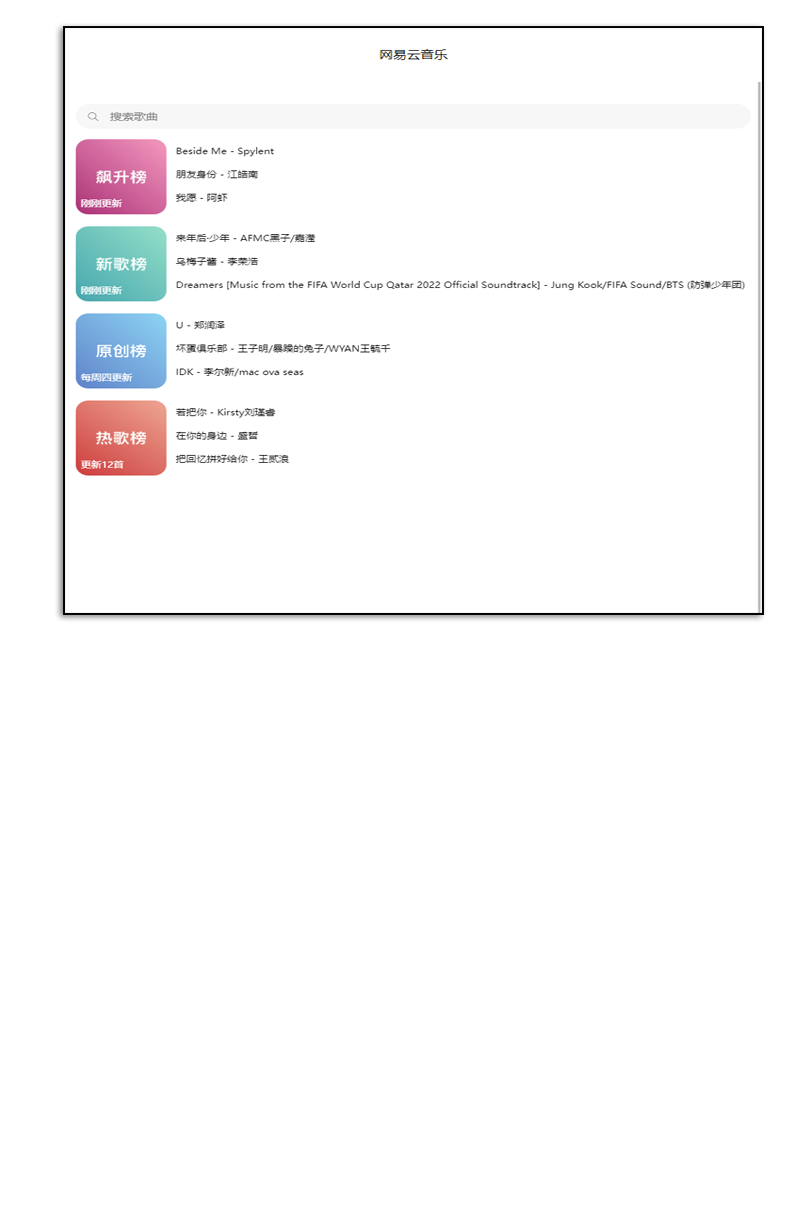 网易云音乐
搜索歌曲
飙升榜
刚刚更新
Beside Me - Spylent
朋友身份 - 江皓南
我愿 - 阿虾
新歌榜
刚刚更新
来年后·少年 - AFMC黑子/嘉滢
乌梅子酱 - 李荣浩
Dreamers [Music from the FIFA World Cup Qatar 2022 Official Soundtrack] - Jung Kook/FIFA Sound/BTS (防弹少年团)
原创榜
每周四更新
U - 郑润泽
坏蛋俱乐部 - 王子明/暴躁的兔子/WYAN王毓千
IDK - 李尔新/mac ova seas
热歌榜
更新12首
若把你 - Kirsty刘瑾睿
在你的身边 - 盛哲
把回忆拼好给你 - 王贰浪